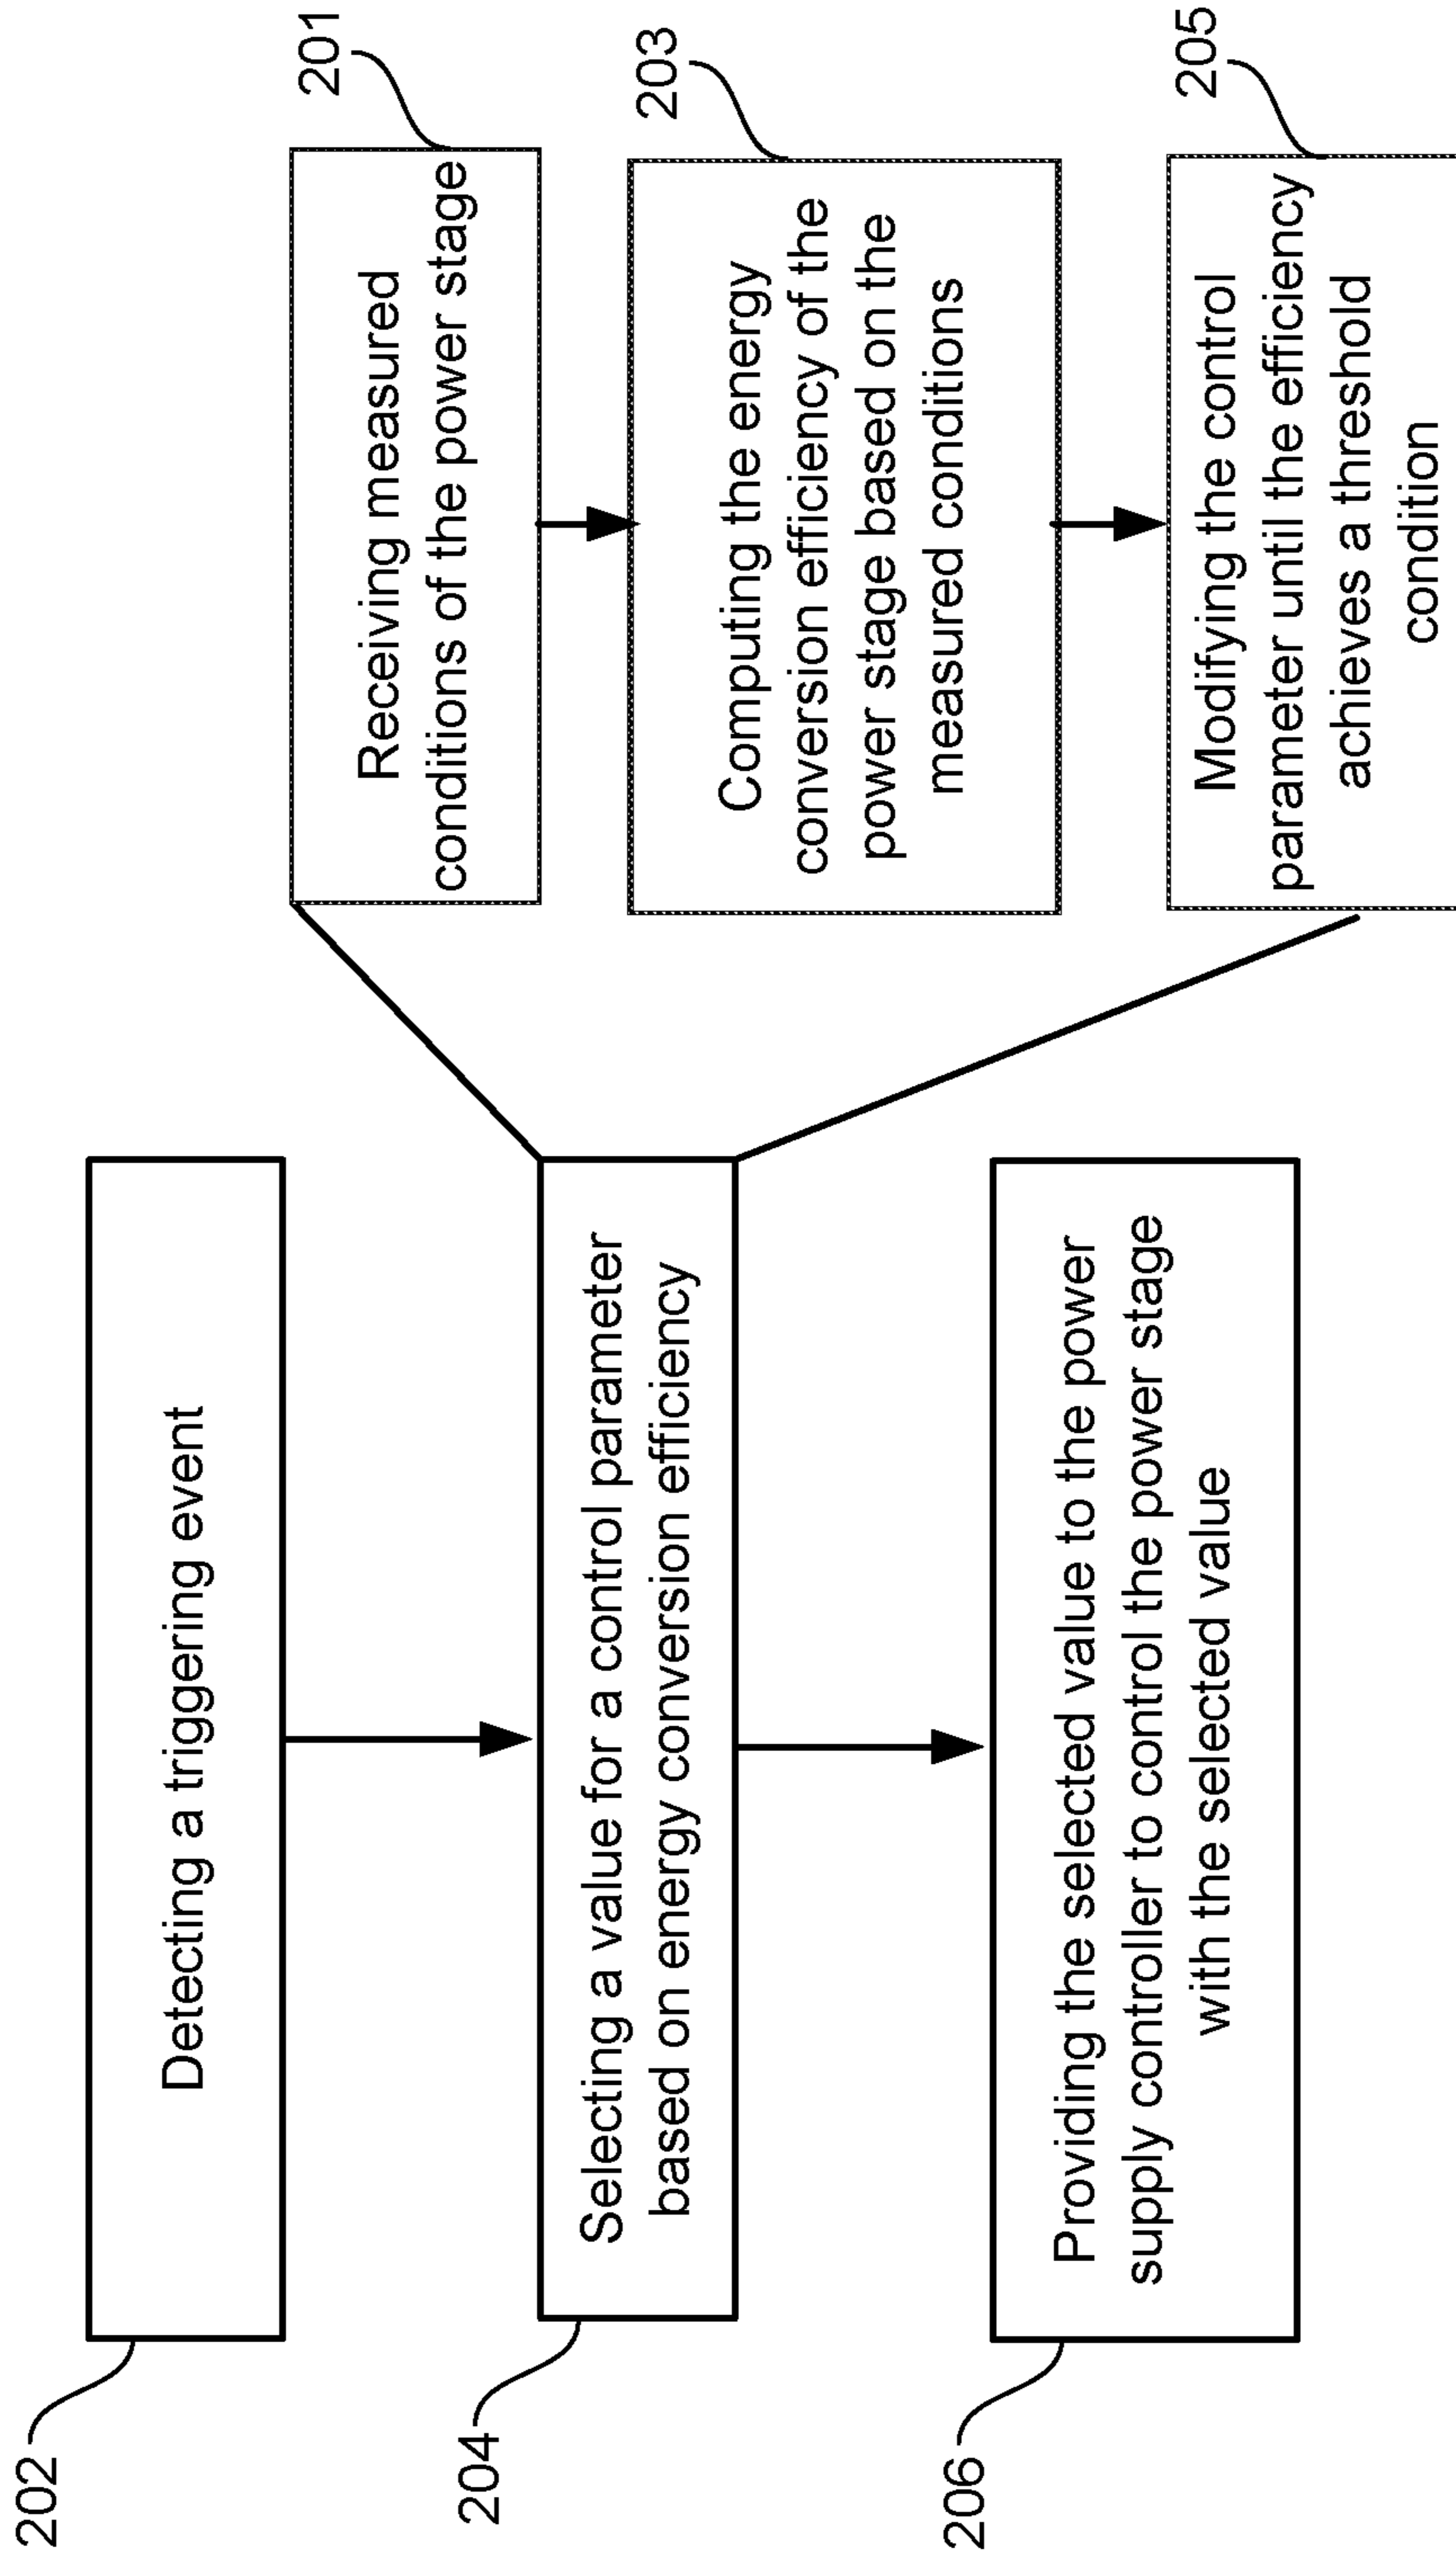 202
Detecting a triggering event
204
Selecting a value for a control parameter
based on energy conversion efficiency
206
Providing the selected value to the power
supply controller to control the power stage
with the selected value
201
Receiving measured
conditions of the power stage
203
Computing the energy
conversion efficiency of the
power stage based on the
measured conditions
205
Modifying the control
parameter until the efficiency
achieves a threshold
condition